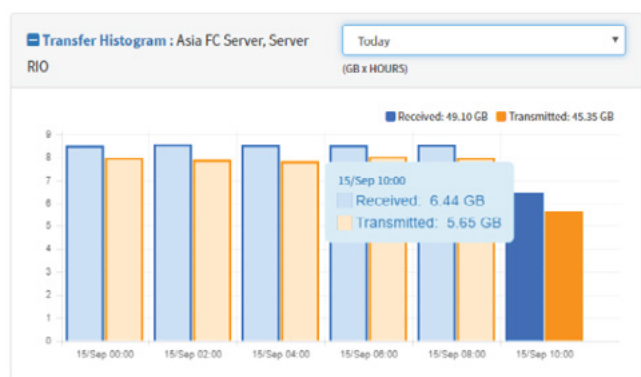 Transfer Histogram : Asia FC Server, Server
RIO
Today
(GB x HOURS)
Received: 49.10 GB Transmitted: 45.35 GB
9
8
7
6
5
4
3
2
1
0
15/Sep 10:00
Received: 6.44 GB
Transmitted: 5.65 GB
15/Sep 00:00 15/Sep 02:00 15/Sep 04:00 15/Sep 06:00 15/Sep 08:00 15/Sep 10:00